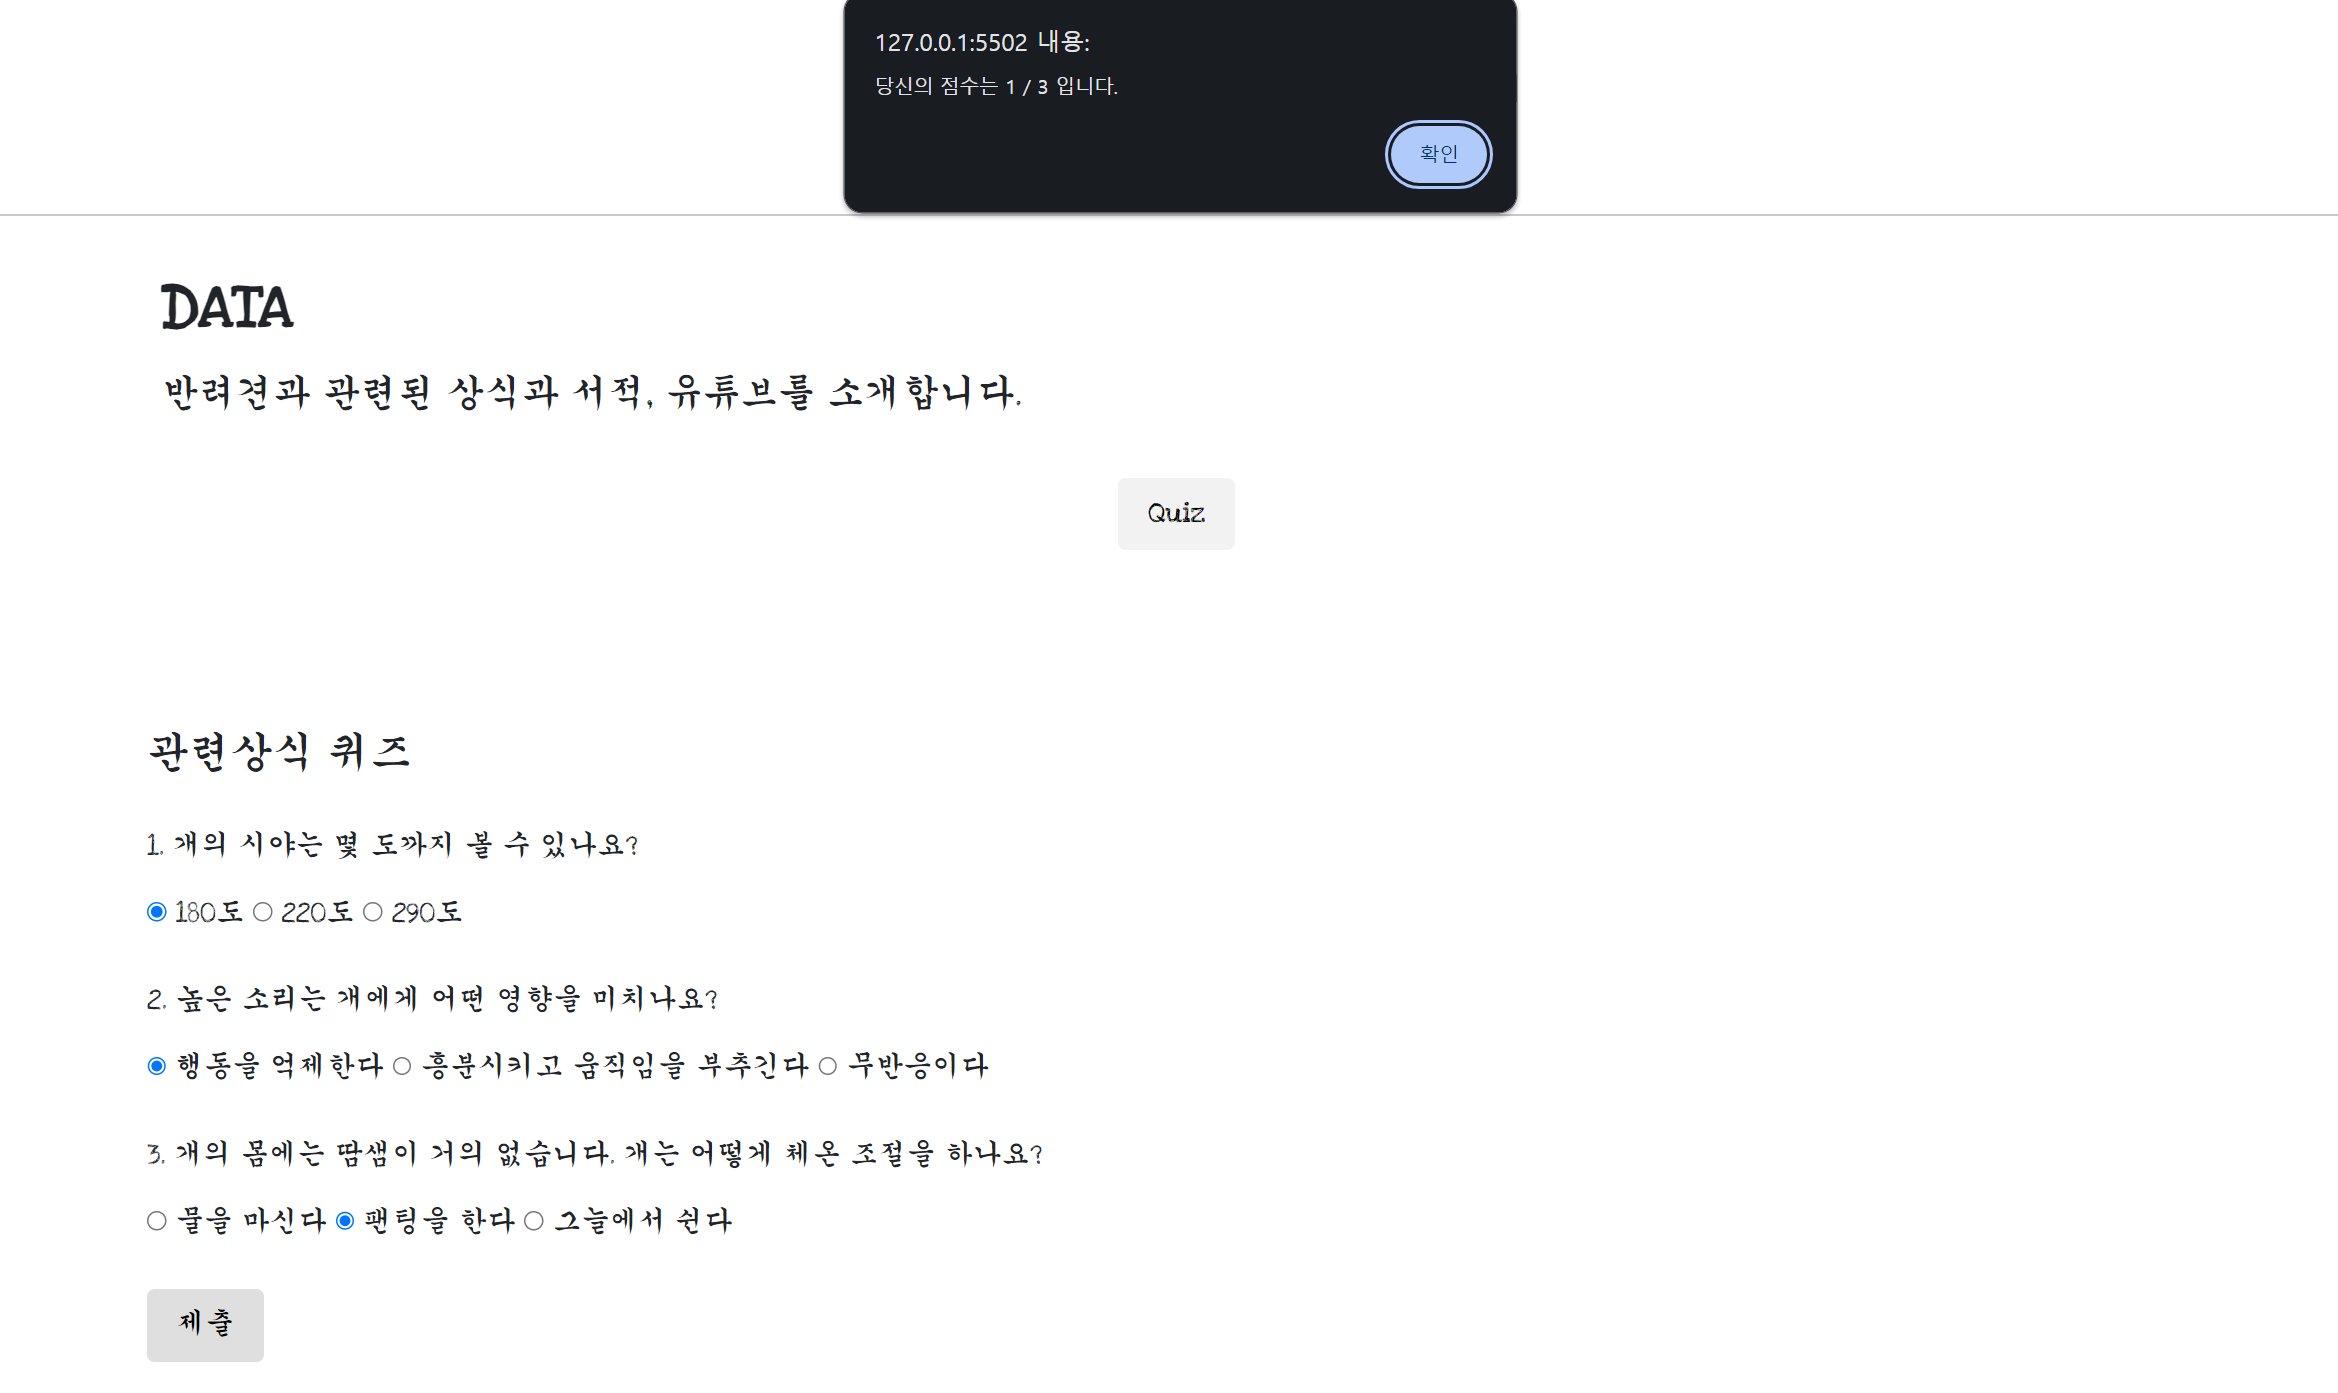 127.0.0.1:5502 내용:
당신의 점수는 1 / 3 입니다.
확인
DATA
반려견과 관련된 상식과 서적, 유튜브를 소개합니다.
Quiz
관련상식 퀴즈
1. 개의 시야는 몇 도까지 볼 수 있나요?
180도 220도 290도
2. 높은 소리는 개에게 어떤 영향을 미치나요?
행동을 억제한다 흥분시키고 움직임을 부추긴다 무반응이다
3. 개의 몸에는 땀샘이 거의 없습니다. 개는 어떻게 체온 조절을 하나요?
물을 마신다 팬팅을 한다 그늘에서 쉰다
제출